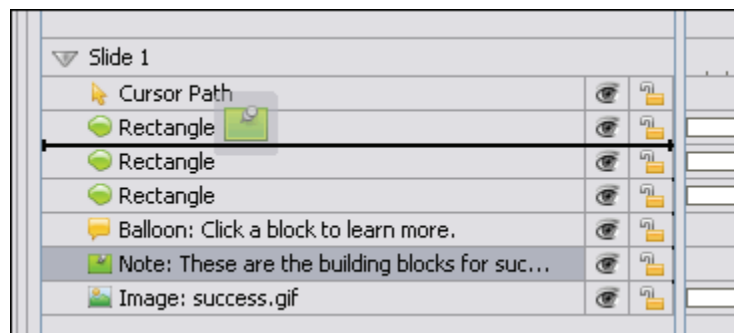 Slide 1
Cursor Path
Rectangle
Rectangle
Rectangle
Balloon: Click a block to learn more.
Note: These are the building blocks for suc...
Image: success.gif